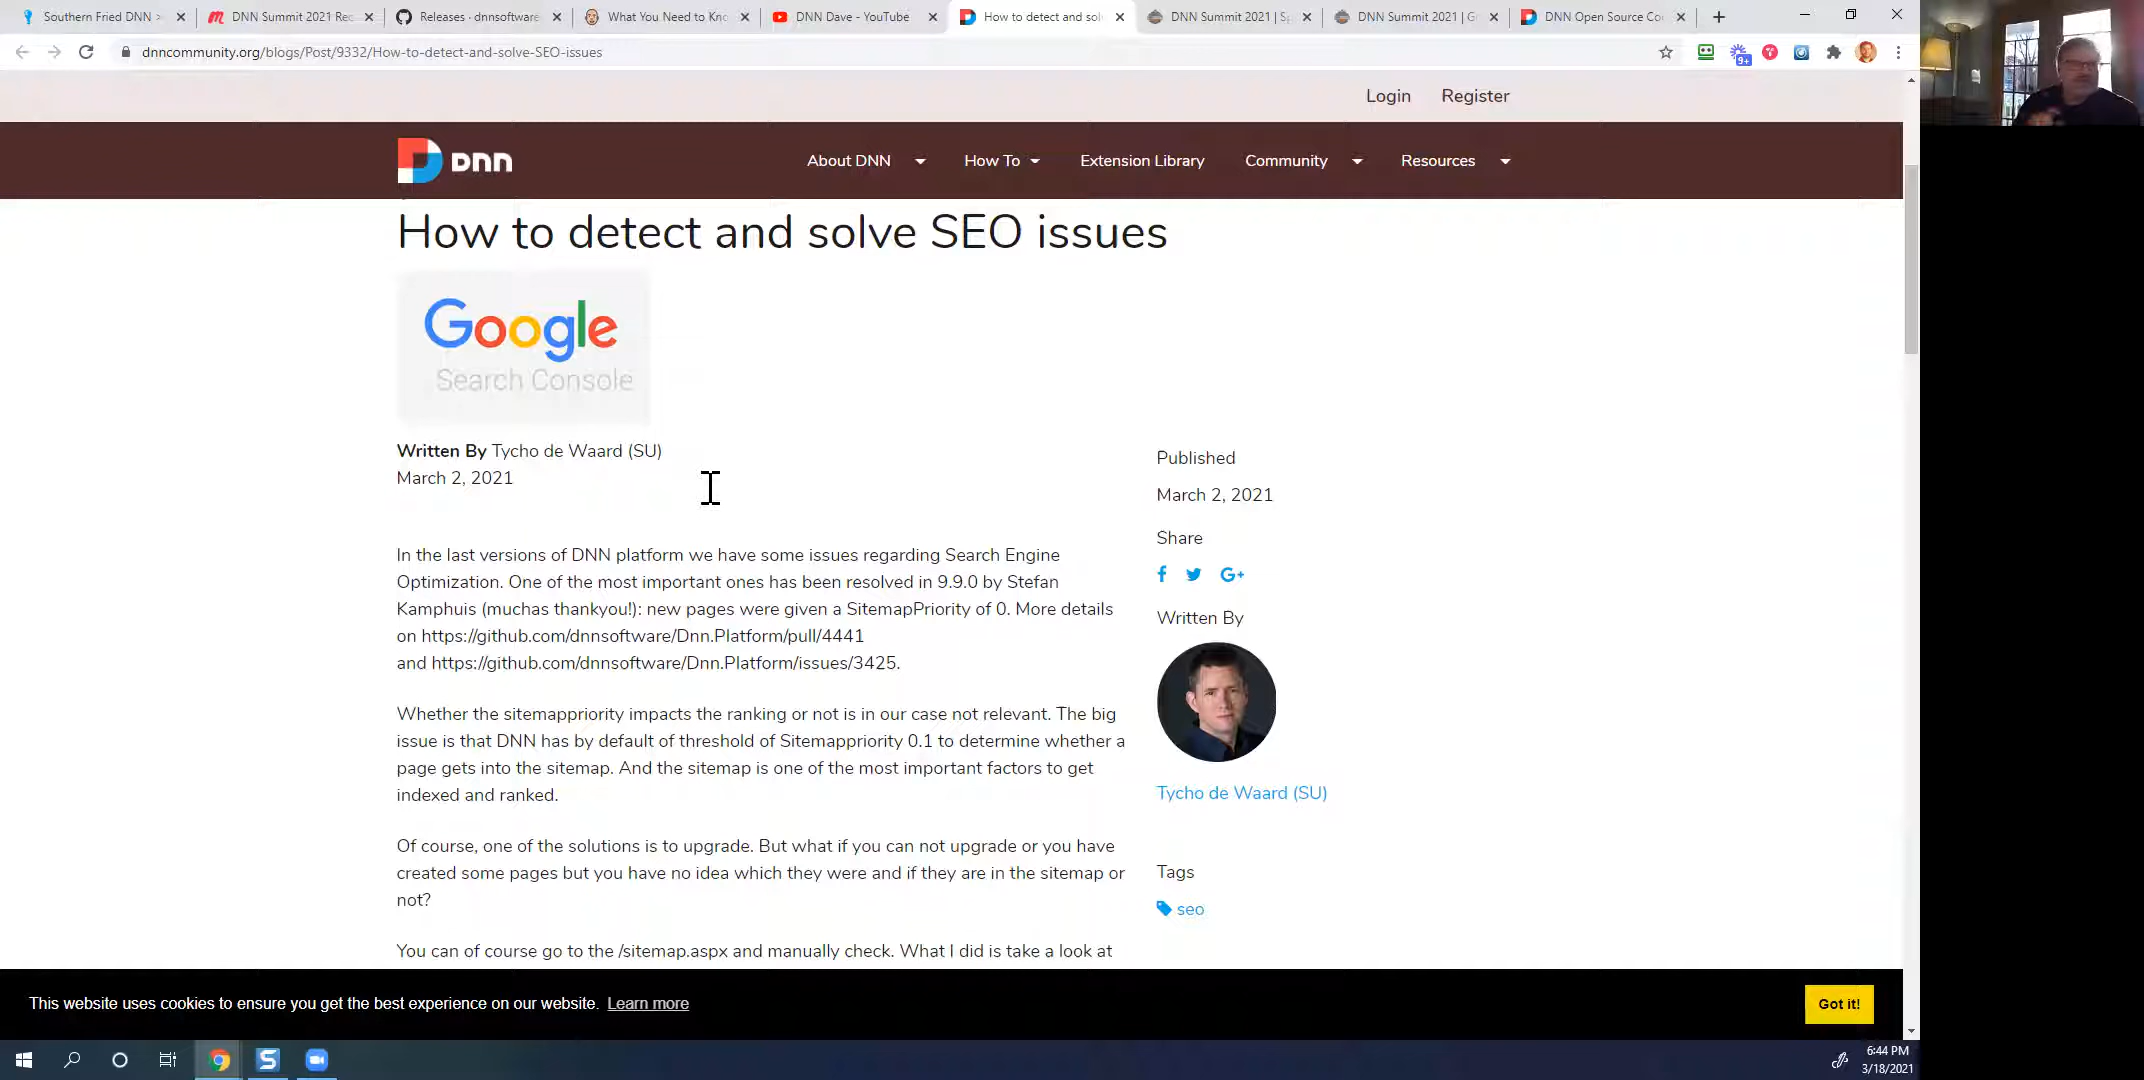 Southern Fried DNN >
DNN Summit 2021 Rec
Releases · dnnsoftware
What You Need to Kno
DNN Dave - YouTube
How to detect and sol
DNN Summit 2021 | Sp
DNN Summit 2021 | G
DNN Open Source Co
dnncommunity.org/blogs/Post/9332/How-to-detect-and-solve-SEO-issues
9+
Login Register
DNN
About DNN How To Extension Library Community Resources
How to detect and solve SEO issues
Google
Search Console
Written By Tycho de Waard (SU)
March 2, 2021
In the last versions of DNN platform we have some issues regarding Search Engine
Optimization. One of the most important ones has been resolved in 9.9.0 by Stefan
Kamphuis (muchas thankyou!): new pages were given a SitemapPriority of 0. More details
on https://github.com/dnnsoftware/Dnn.Platform/pull/4441
and https://github.com/dnnsoftware/Dnn.Platform/issues/3425.
Whether the sitemappriority impacts the ranking or not is in our case not relevant. The big
issue is that DNN has by default of threshold of Sitemappriority 0.1 to determine whether a
page gets into the sitemap. And the sitemap is one of the most important factors to get
indexed and ranked.
Of course, one of the solutions is to upgrade. But what if you can not upgrade or you have
created some pages but you have no idea which they were and if they are in the sitemap or
not?
You can of course go to the /sitemap.aspx and manually check. What I did is take a look at
Published
March 2, 2021
Share
G+
Written By
Tycho de Waard (SU)
Tags
seo
This website uses cookies to ensure you get the best experience on our website. Learn more
Got it!
6:44 PM
3/18/2021